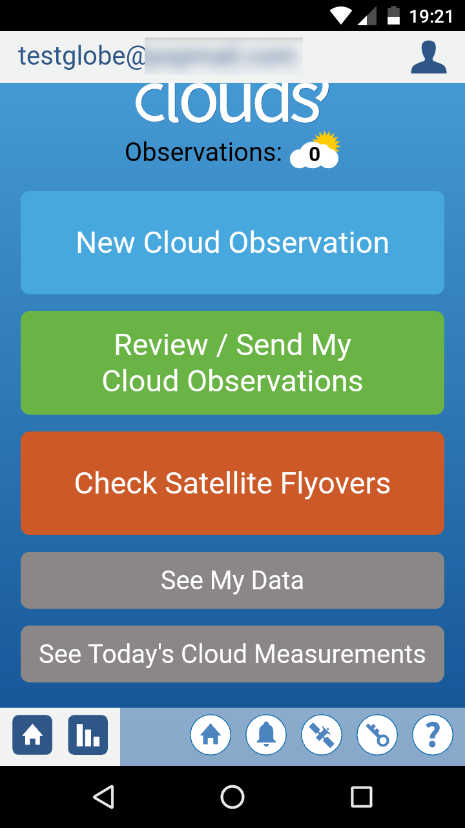 19:21
testglobe@
clouds
Observations: 0
New Cloud Observation
Review / Send My
Cloud Observations
Check Satellite Flyovers
See My Data
See Today's Cloud Measurements
?